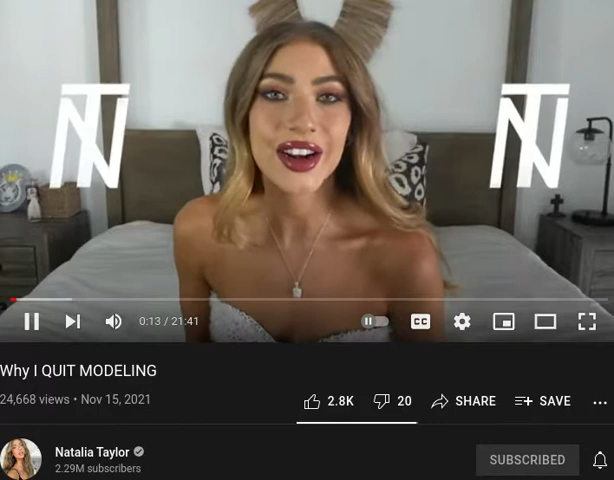 NT
NT
0:13 / 21:41
CC
Why I QUIT MODELING
24,668 views • Nov 15, 2021
2.8K
20
SHARE
SAVE
Natalia Taylor
2.29M subscribers
SUBSCRIBED